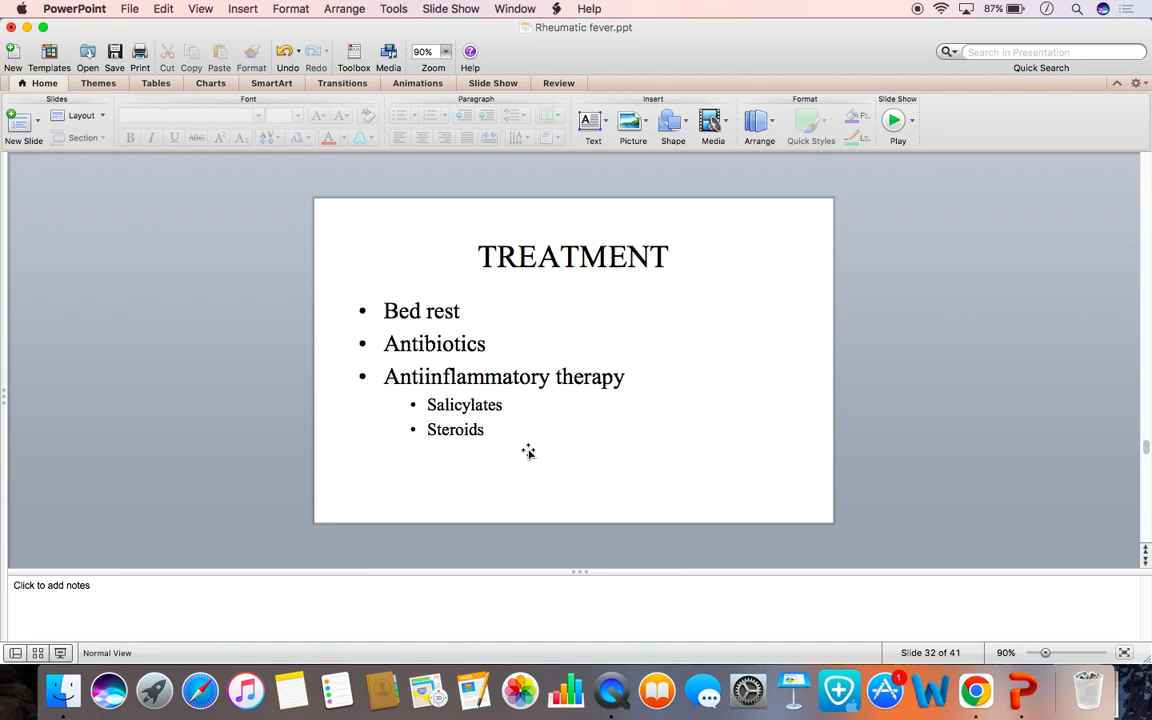 PowerPoint File Edit View Insert Format Arrange Tools Slide Show Window Help 87%
Rheumatic fever.ppt
90% Search in Presentation
New Templates Open Save Print Cut Copy Paste Format Undo Redo Toolbox Media Zoom Help Quick Search
Home Themes Tables Charts SmartArt Transitions Animations Slide Show Review
Slides Font Paragraph Insert Format Slide Show
Layout
New Slide Section Text Picture Shape Media Arrange Quick Styles Play
TREATMENT
• Bed rest
• Antibiotics
• Antiinflammatory therapy
• Salicylates
• Steroids
Click to add notes
Normal View Slide 32 of 41 90%